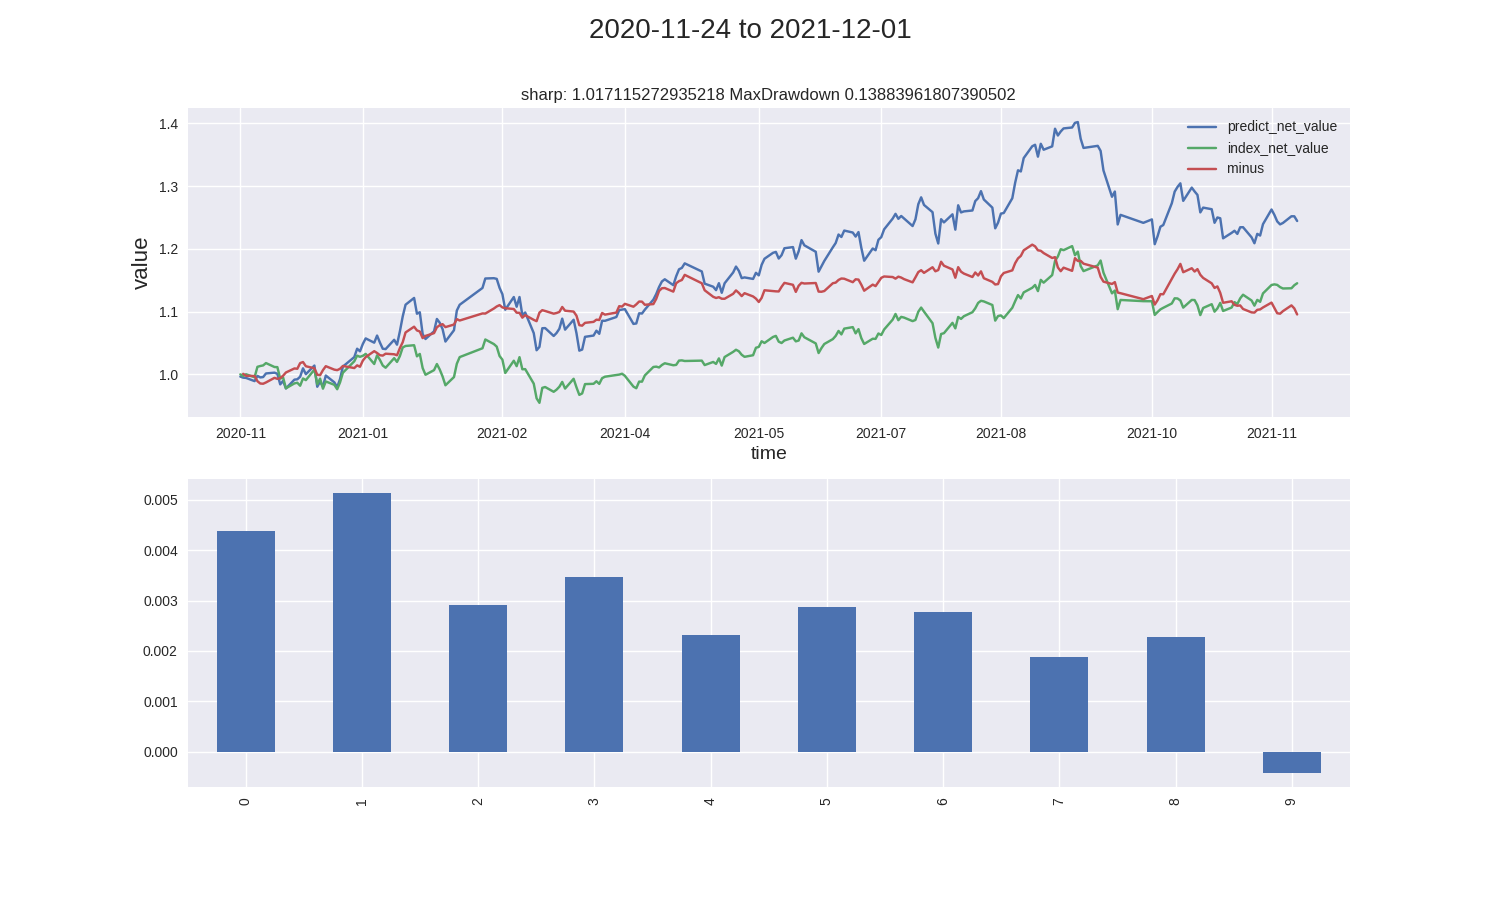 2020-11-24 to 2021-12-01
sharp: 1.017115272935218 MaxDrawdown 0.13883961807390502
1.4
1.3
1.2
1.1
1.0
value
predict_net_value
index_net_value
minus
2020-11 2021-01 2021-02 2021-04 2021-05 2021-07 2021-08 2021-10 2021-11
time
0.005
0.004
0.003
0.002
0.001
0.000
0 1 2 3 4 5 6 7 8 9